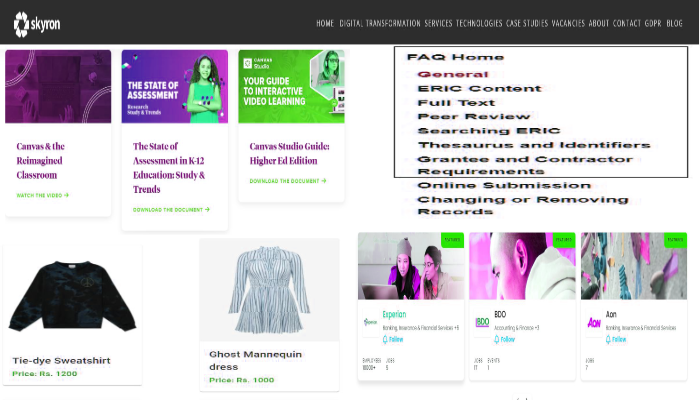 skyron
HOME DIGITAL TRANSFORMATION SERVICES TECHNOLOGIES CASE STUDIES VACANCIES ABOUT CONTACT GDPR BLOG
THE STATE OF
ASSESSMENT
Research
Study & Trends
CANVAS
Studio
YOUR GUIDE
TO INTERACTIVE
VIDEO LEARNING
Canvas & the
Reimagined
Classroom
WATCH THE VIDEO →
The State of
Assessment in K-12
Education: Study &
Trends
DOWNLOAD THE DOCUMENT →
Canvas Studio Guide:
Higher Ed Edition
DOWNLOAD THE DOCUMENT →
FAQ Home
General
ERIC Content
Full Text
Peer Review
Searching ERIC
Thesaurus and Identifiers
Grantee and Contractor
Requirements
Online Submission
Changing or Removing
Records
Tie-dye Sweatshirt
Price: Rs. 1200
Ghost Mannequin
dress
Price: Rs. 1000
FEATURED
FEATURED
FEATURED
Experian
Banking, Insurance & Financial Services +6
Follow
EMPLOYEES JOBS
BDO
BDO
Accounting & Finance +3
Follow
JOBS EVENTS
17 1
Aon
Aon
Banking, Insurance & Financial Services
Follow
JOBS
7